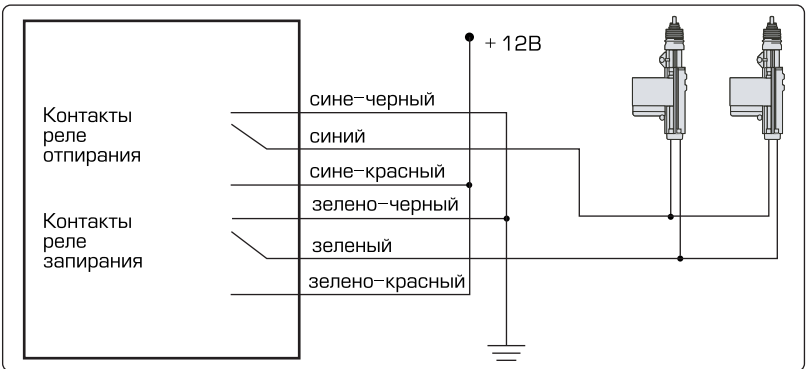 + 12В
сине-черный
Контакты
реле
отпирания
синий
сине-красный
зелено-черный
Контакты
реле
запирания
зеленый
зелено-красный